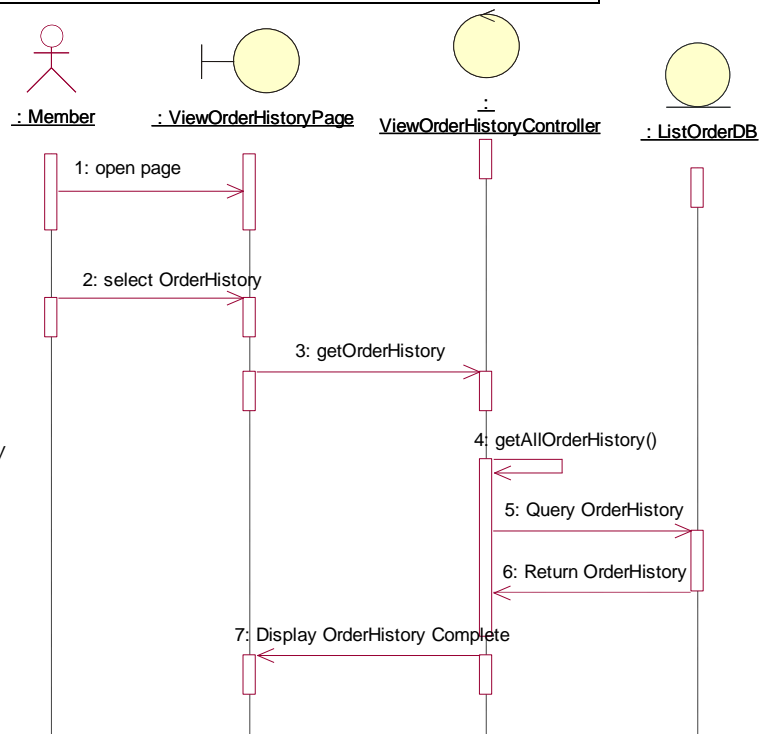 : Member
: ViewOrderHistoryPage
:
ViewOrderHistoryController
: ListOrderDB
1: open page
2: select OrderHistory
3: getOrderHistory
4: getAllOrderHistory()
5: Query OrderHistory
6: Return OrderHistory
7: Display OrderHistory Complete